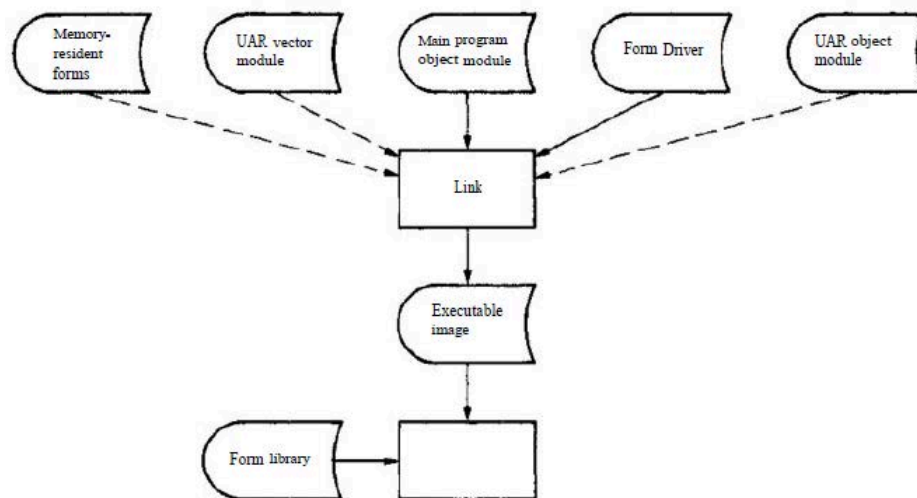 Memory-
resident
forms
UAR vector
module
Main program
object module
Form Driver
UAR object
module
Link
Executable
image
Form library